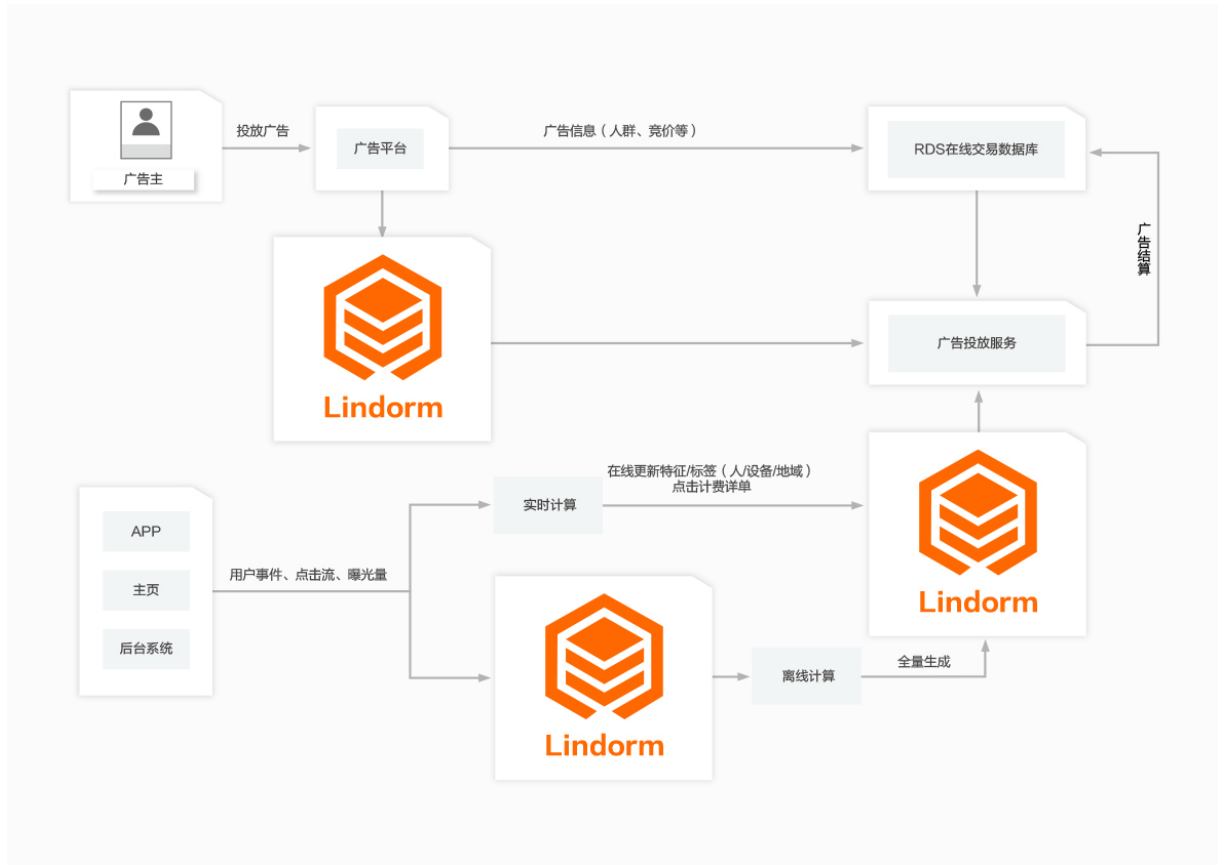 投放广告
广告主
广告平台
广告信息（人群、竞价等）
RDS在线交易数据库
广告结算
Lindorm
广告投放服务
APP
主页
后台系统
用户事件、点击流、曝光量
实时计算
在线更新特征/标签（人/设备/地域）
点击计费详单
Lindorm
Lindorm
离线计算
全量生成